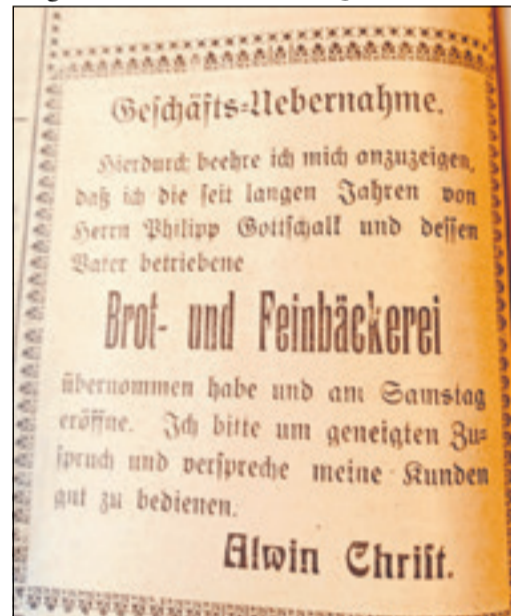 Geschäfts-Uebernahme.
Hierdurch beehre ich mich anzuzeigen,
daß ich die seit langen Jahren von
Herrn Philipp Gottschalk und dessen
Vater betriebene
Brot- und Feinbäckerei
übernommen habe und am Samstag
eröffne. Ich bitte um geneigten Zu-
spruch und verspreche meine Kunden
gut zu bedienen.
Alwin Christ.